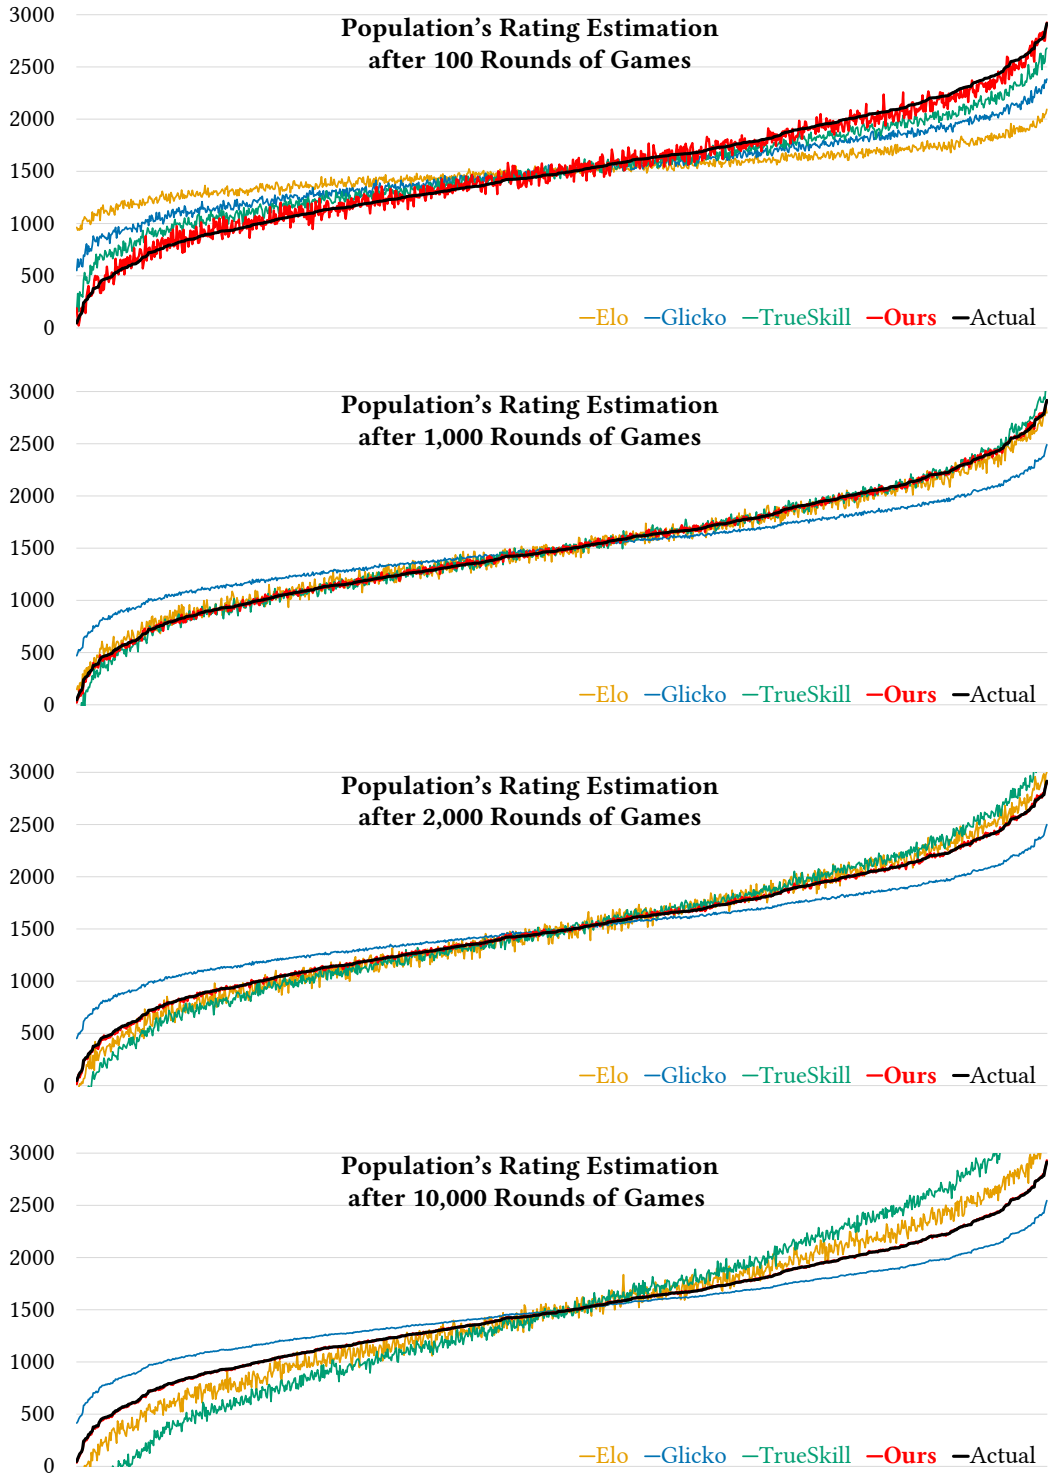 Population's Rating Estimation
after 100 Rounds of Games
3000
2500
2000
1500
1000
500
0
Elo Glicko TrueSkill Ours Actual
Population's Rating Estimation
after 1,000 Rounds of Games
3000
2500
2000
1500
1000
500
0
Elo Glicko TrueSkill Ours Actual
Population's Rating Estimation
after 2,000 Rounds of Games
3000
2500
2000
1500
1000
500
0
Elo Glicko TrueSkill Ours Actual
Population's Rating Estimation
after 10,000 Rounds of Games
3000
2500
2000
1500
1000
500
0
Elo Glicko TrueSkill Ours Actual